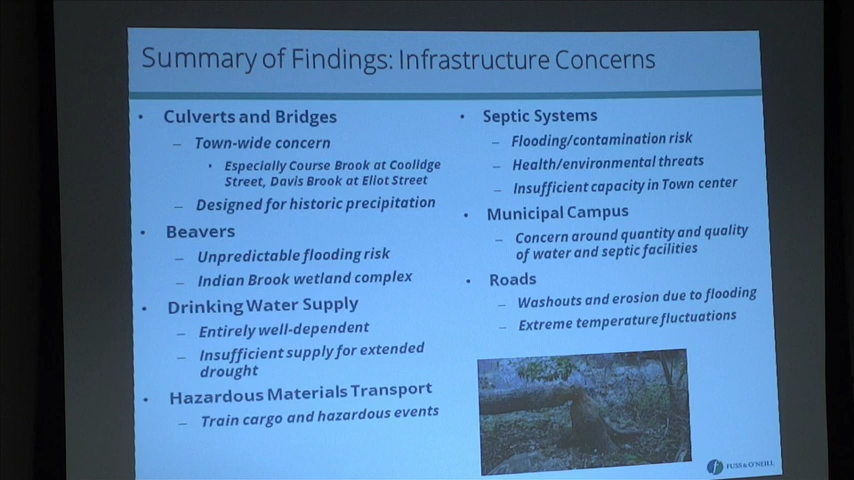 Summary of Findings: Infrastructure Concerns
• Culverts and Bridges
– Town-wide concern
• Especially Course Brook at Coolidge
Street, Davis Brook at Eliot Street
– Designed for historic precipitation
• Beavers
– Unpredictable flooding risk
– Indian Brook wetland complex
• Drinking Water Supply
– Entirely well-dependent
– Insufficient supply for extended
drought
• Hazardous Materials Transport
– Train cargo and hazardous events
• Septic Systems
– Flooding/contamination risk
– Health/environmental threats
– Insufficient capacity in Town center
• Municipal Campus
– Concern around quantity and quality
of water and septic facilities
• Roads
– Washouts and erosion due to flooding
– Extreme temperature fluctuations
FUSS & O'NEILL